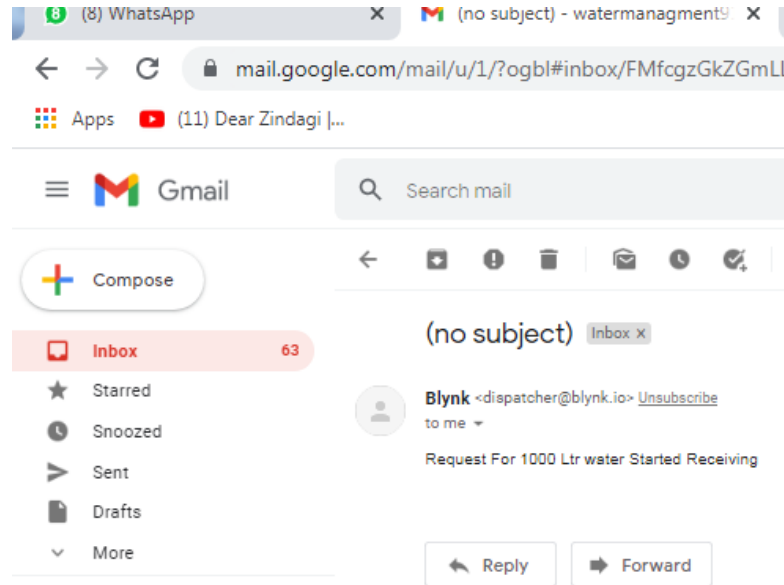 8 (8) WhatsApp × (no subject) - watermanagment9 ×
mail.google.com/mail/u/1/?ogbl#inbox/FMfcgzGkZGmLL
Apps (11) Dear Zindagi |...
Gmail Search mail
Compose
(no subject) Inbox ×
Inbox 63
Starred
Blynk <dispatcher@blynk.io> Unsubscribe
to me
Snoozed
Request For 1000 Ltr water Started Receiving
Sent
Drafts
More
Reply Forward